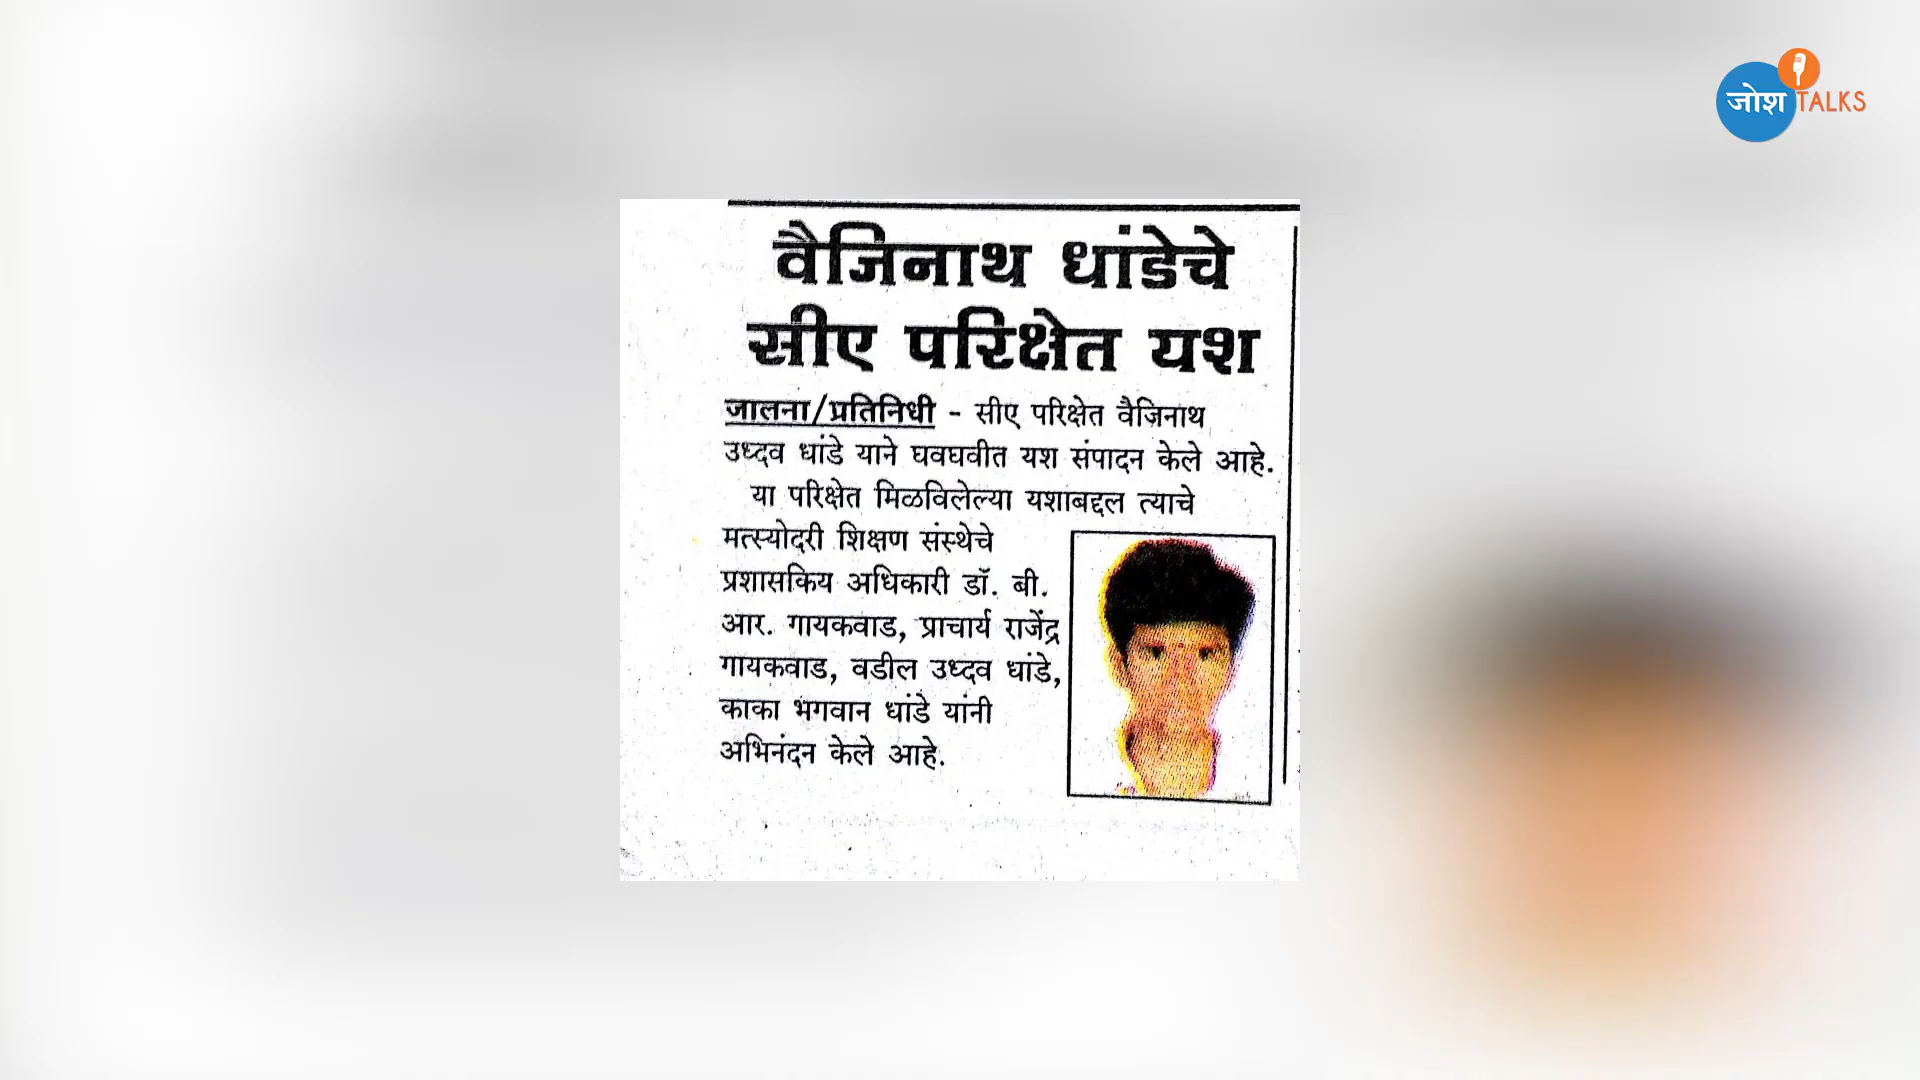 जोश TALKS
वैजिनाथ धांडेचे
सीए परिक्षेत यश
जालना/प्रतिनिधी - सीए परिक्षेत वैजिनाथ
उध्दव धांडे याने घवघवीत यश संपादन केले आहे.
या परिक्षेत मिळविलेल्या यशाबद्दल त्याचे
मत्स्योदरी शिक्षण संस्थेचे
प्रशासकिय अधिकारी डॉ. बी.
आर. गायकवाड, प्राचार्य राजेंद्र
गायकवाड, वडील उध्दव धांडे,
काका भगवान धांडे यांनी
अभिनंदन केले आहे.